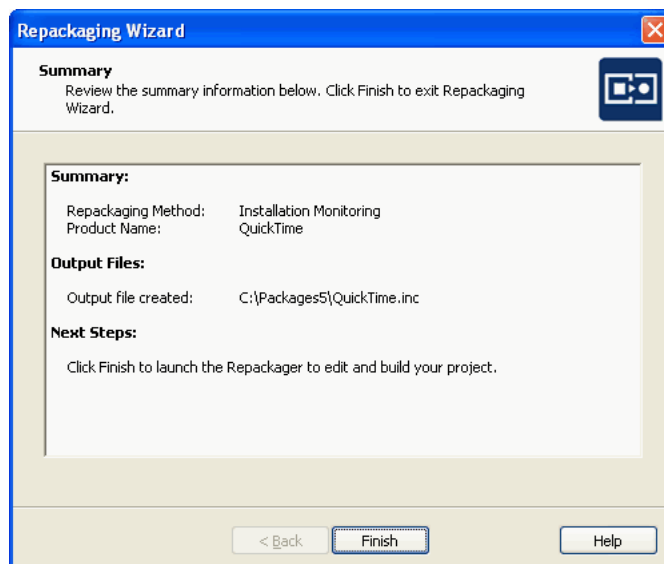 Repackaging Wizard
Summary
Review the summary information below. Click Finish to exit Repackaging
Wizard.
Summary:
Repackaging Method: Installation Monitoring
Product Name: QuickTime
Output Files:
Output file created: C:\Packages5\QuickTime.inc
Next Steps:
Click Finish to launch the Repackager to edit and build your project.
< Back Finish Help